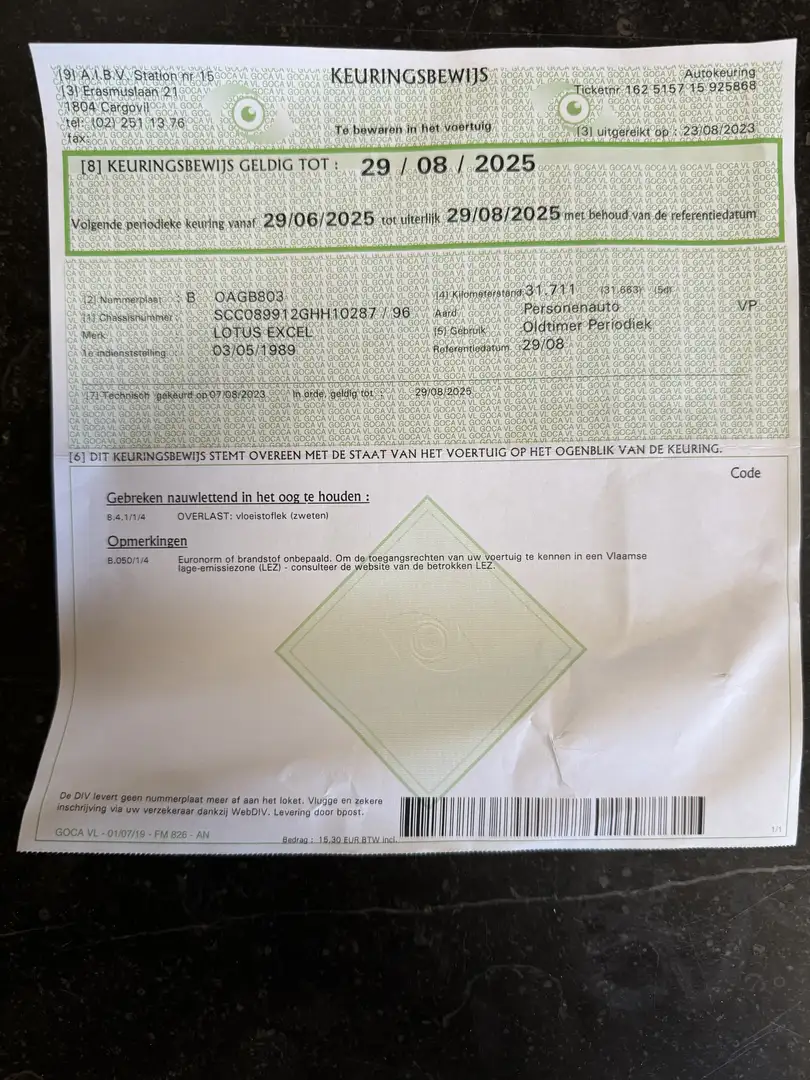 [9] A.I.B.V. Station nr 15
[3] Erasmuslaan 21
1804 Cargovil
tel: (02) 251 13 76
fax:
KEURINGSBEWIJS
Te bewaren in het voertuig
Autokeuring
Ticketnr 162 5157 15 925868
[3] uitgereikt op : 23/08/2023
[8] KEURINGSBEWIJS GELDIG TOT : 29 / 08 / 2025
Volgende periodieke keuring vanaf 29/06/2025 tot uiterlijk 29/08/2025 met behoud van de referentiedatum
[2] Nummerplaat : B OAGB803
[1] Chassisnummer : SCC089912GHH10287 / 96
Merk : LOTUS EXCEL
1e indienststelling : 03/05/1989
[4] Kilometerstand 31.711 (31.663) (5d)
Aard Personenauto VP
[5] Gebruik Oldtimer Periodiek
Referentiedatum 29/08
[7] Technisch gekeurd op 07/08/2023 In orde, geldig tot : 29/08/2025
[6] DIT KEURINGSBEWIJS STEMT OVEREEN MET DE STAAT VAN HET VOERTUIG OP HET OGENBLIK VAN DE KEURING.
Code
Gebreken nauwlettend in het oog te houden :
8.4.1/1/4 OVERLAST: vloeistoflek (zweten)
Opmerkingen
B.050/1/4 Euronorm of brandstof onbepaald. Om de toegangsrechten van uw voertuig te kennen in een Vlaamse
lage-emissiezone (LEZ) - consulteer de website van de betrokken LEZ.
De DIV levert geen nummerplaat meer af aan het loket. Vlugge en zekere
inschrijving via uw verzekeraar dankzij WebDIV. Levering door bpost.
GOCA VL - 01/07/19 - FM 826 - AN
Bedrag : 15,30 EUR BTW incl.
1/1